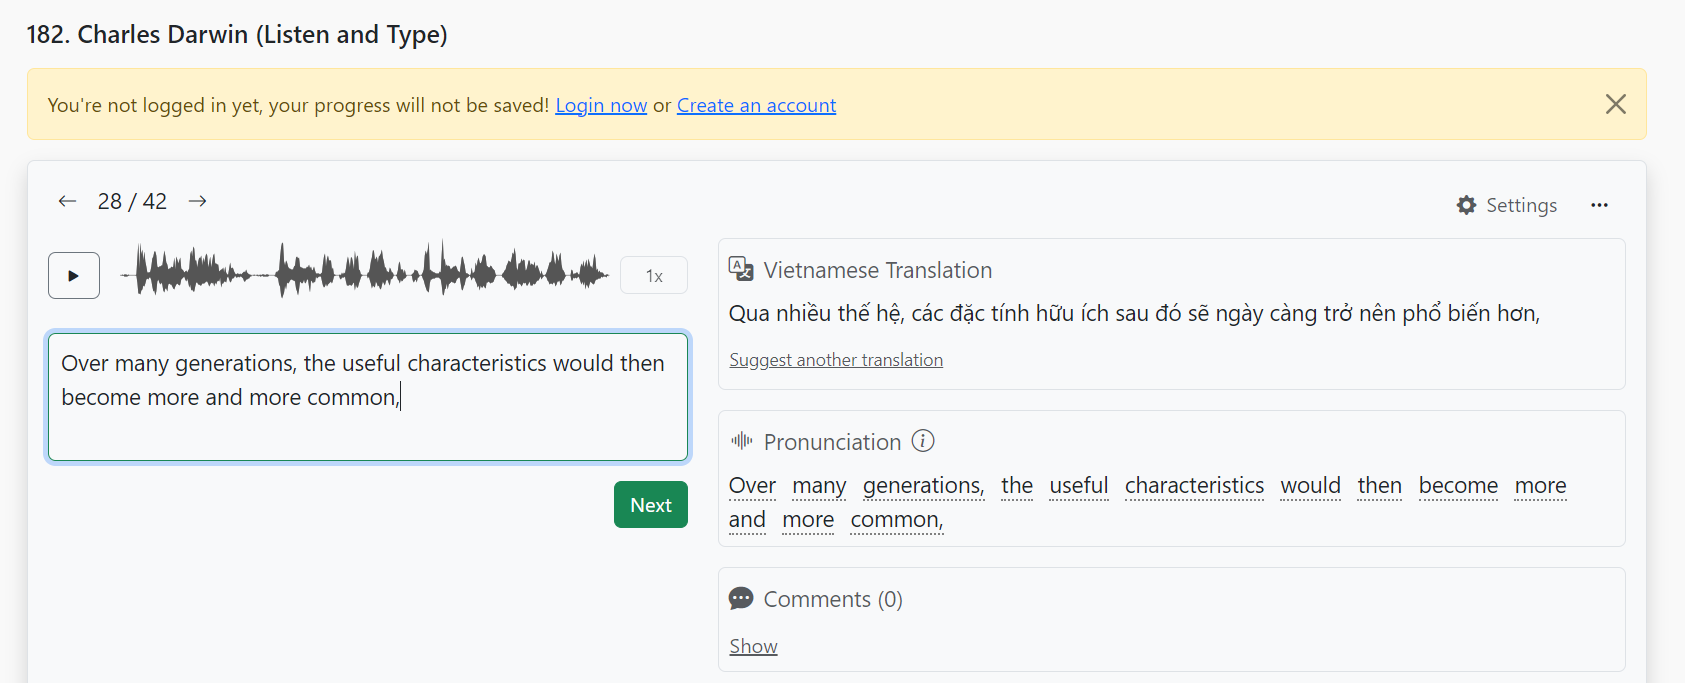 182. Charles Darwin (Listen and Type)
You're not logged in yet, your progress will not be saved! Login now or Create an account
28 / 42
Settings
1x
Over many generations, the useful characteristics would then
become more and more common,
Next
Vietnamese Translation
Qua nhiều thế hệ, các đặc tính hữu ích sau đó sẽ ngày càng trở nên phổ biến hơn,
Suggest another translation
Pronunciation
Over many generations, the useful characteristics would then become more
and more common,
Comments (0)
Show